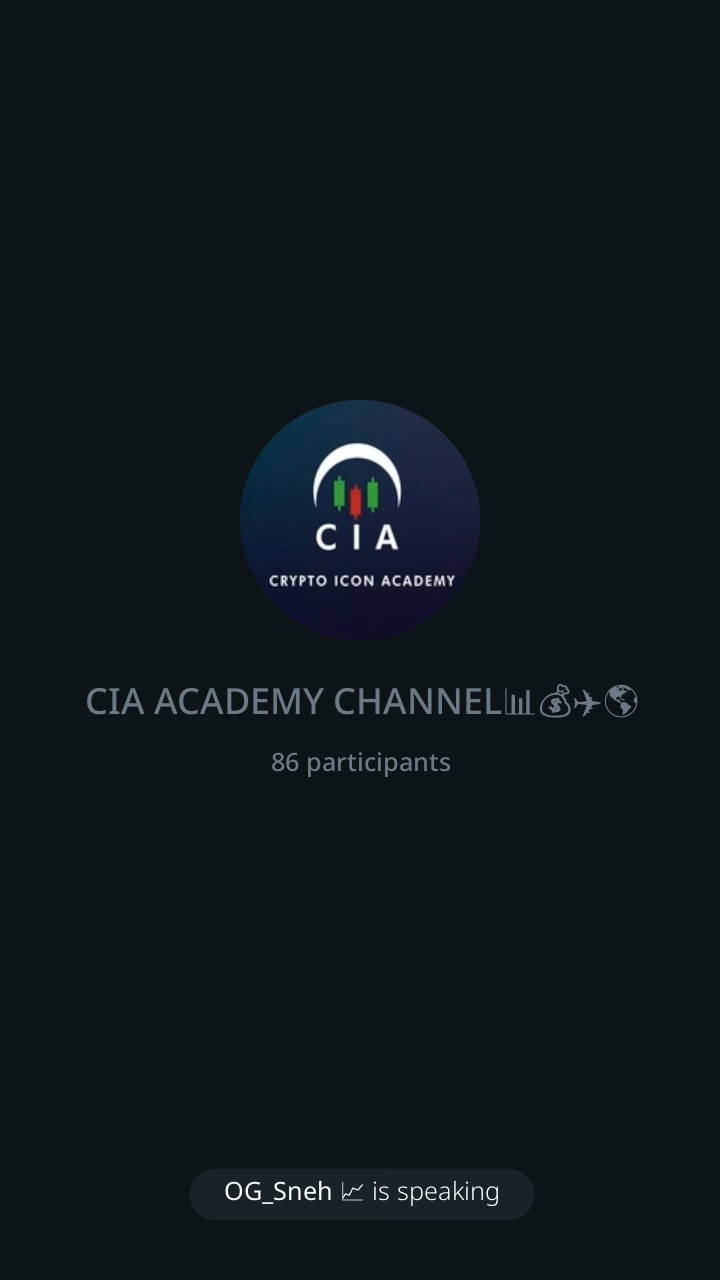 CIA
CRYPTO ICON ACADEMY
CIA ACADEMY CHANNEL📊💰✈🌎
86 participants
OG_Sneh 📈 is speaking